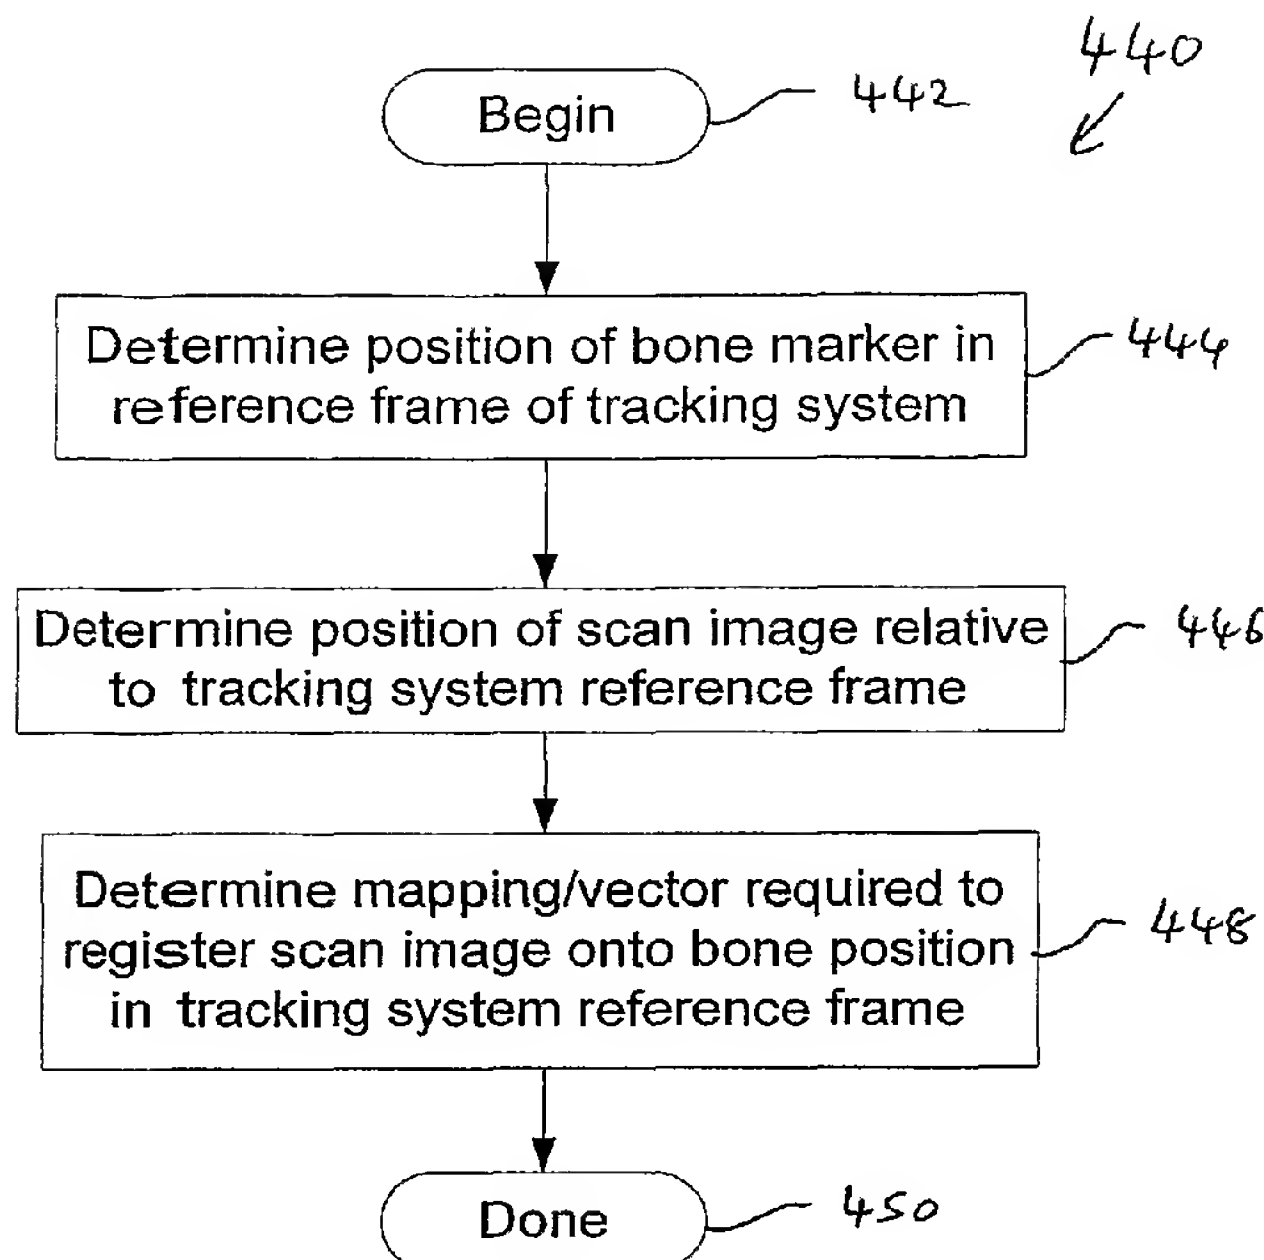 440
Begin
442
Determine position of bone marker in
reference frame of tracking system
444
Determine position of scan image relative
to tracking system reference frame
446
Determine mapping/vector required to
register scan image onto bone position
in tracking system reference frame
448
Done
450